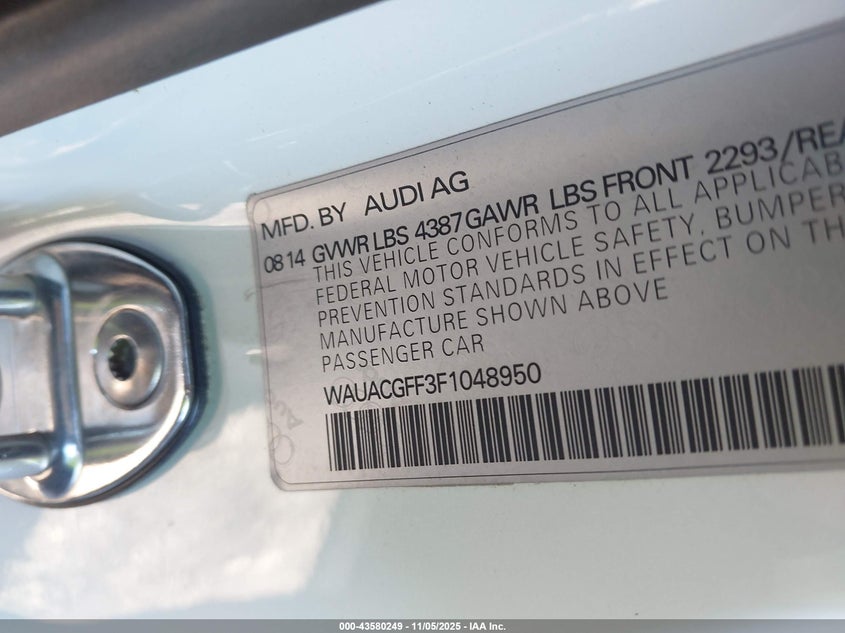 MFD. BY AUDI AG
08 14 GVWR LBS 4387 GAWR LBS FRONT 2293/REA
THIS VEHICLE CONFORMS TO ALL APPLICAB
FEDERAL MOTOR VEHICLE SAFETY, BUMPER
PREVENTION STANDARDS IN EFFECT ON TH
MANUFACTURE SHOWN ABOVE
PASSENGER CAR
WAUACGFF3F1048950
000-43580249 - 11/05/2025 - IAA Inc.